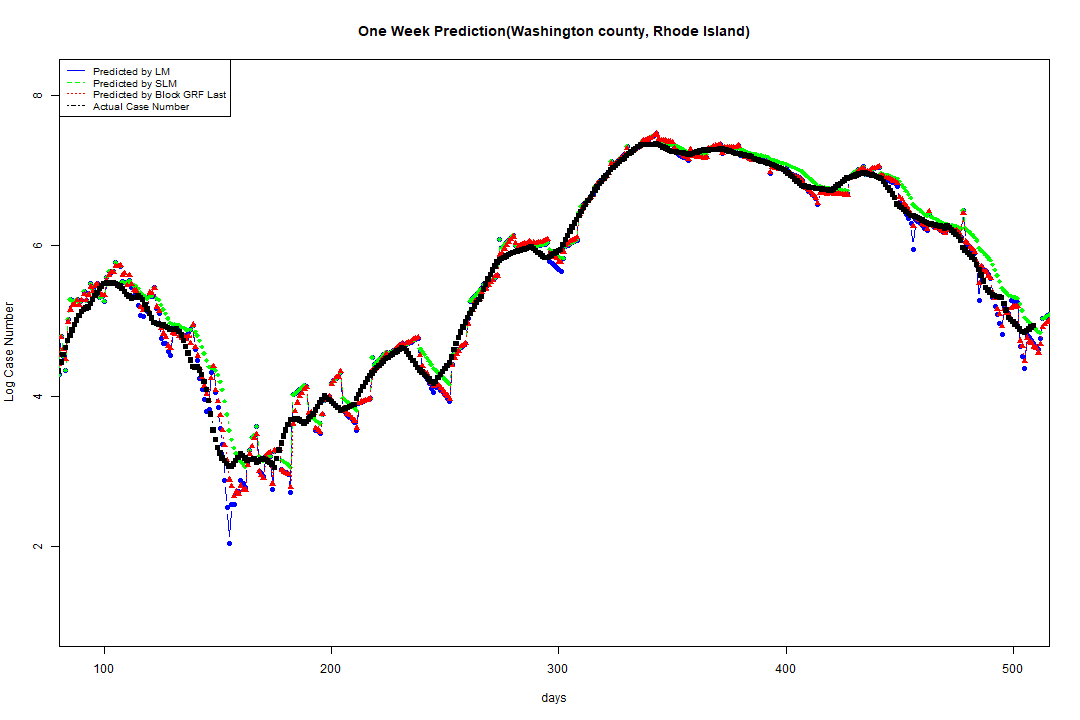 One Week Prediction(Washington county, Rhode Island)
Predicted by LM
Predicted by SLM
Predicted by Block GRF Last
Actual Case Number
8
6
4
2
Log Case Number
100 200 300 400 500
days